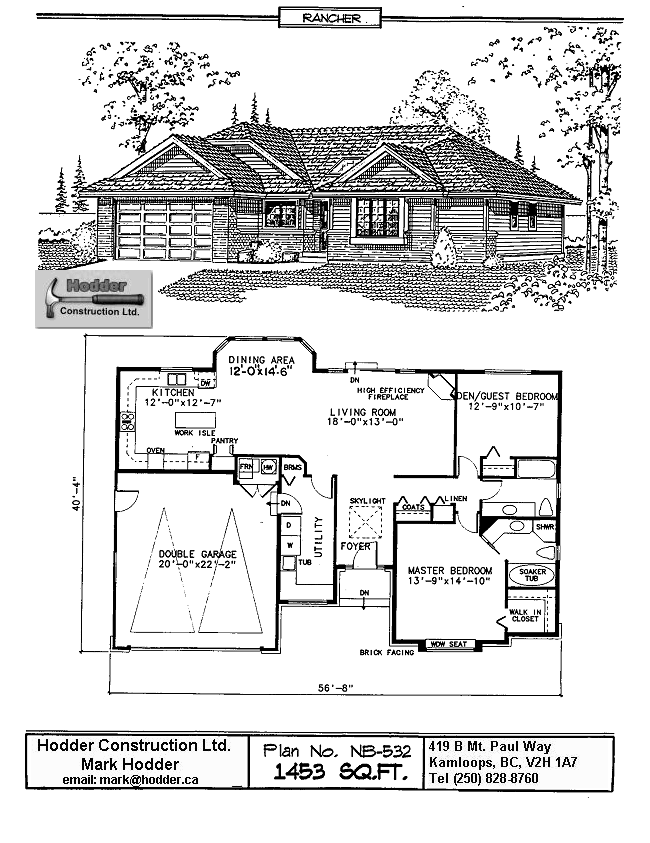 RANCHER
Hodder
Construction Ltd.
DINING AREA
12'-0"x14'-6"
DN
HIGH EFFICIENCY
FIREPLACE
DEN/GUEST BEDROOM
12'-9"x10'-7"
KITCHEN
12'-0"x12'-7"
DW
LIVING ROOM
18'-0"x13'-0"
WORK ISLE
PANTRY
OVEN
F
FRN
HW
BRMS
40'-4"
SKYLIGHT
COATS
LINEN
DN
D
W
UTILITY
TUB
FOYER
SHWR
DOUBLE GARAGE
20'-0"x22'-2"
MASTER BEDROOM
13'-9"x14'-10"
SOAKER
TUB
DN
WALK IN
CLOSET
WDW SEAT
BRICK FACING
56'-8"
Hodder Construction Ltd.
Mark Hodder
email: mark@hodder.ca
Plan No. NB-532
1453 SQ.FT.
419 B Mt. Paul Way
Kamloops, BC, V2H 1A7
Tel (250) 828-8760